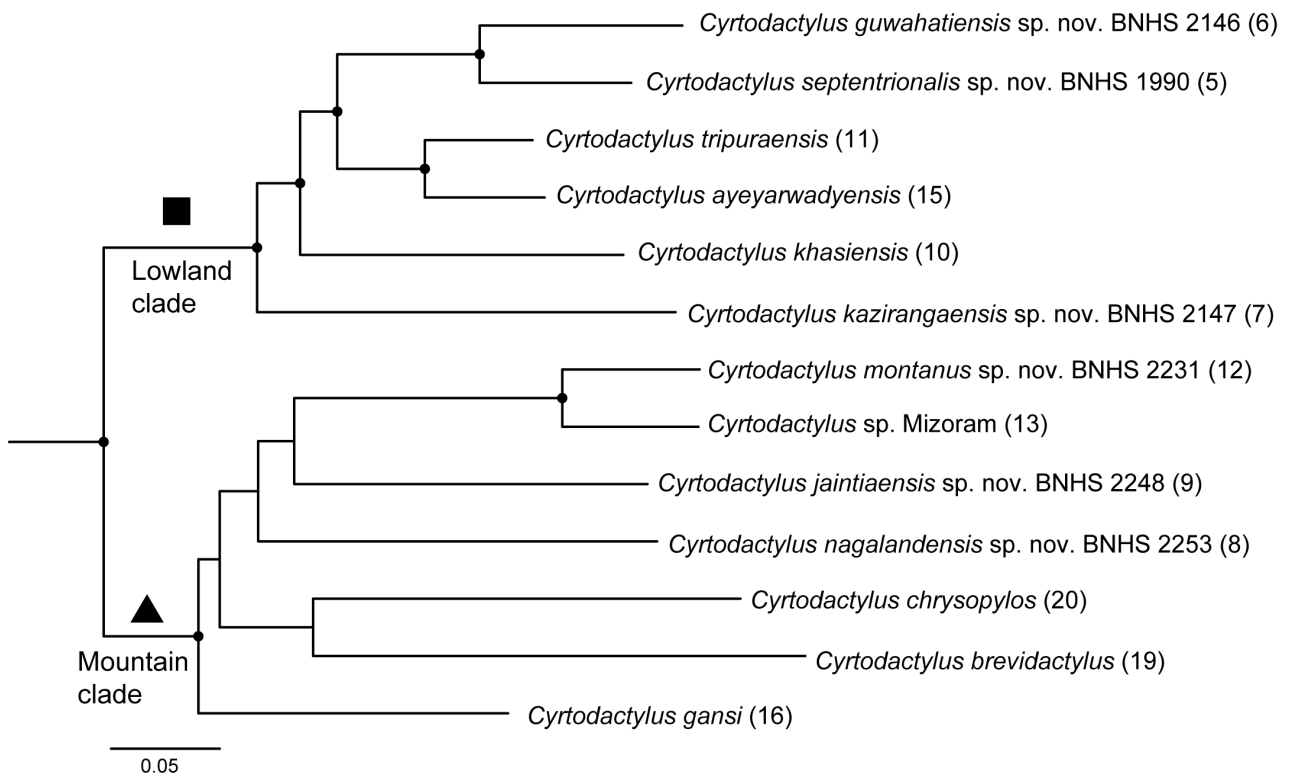 Cyrtodactylus guwahatiensis sp. nov. BNHS 2146 (6)
Cyrtodactylus septentrionalis sp. nov. BNHS 1990 (5)
Cyrtodactylus tripuraensis (11)
Cyrtodactylus ayeyarwadyensis (15)
Cyrtodactylus khasiensis (10)
Lowland
clade
Cyrtodactylus kazirangaensis sp. nov. BNHS 2147 (7)
Cyrtodactylus montanus sp. nov. BNHS 2231 (12)
Cyrtodactylus sp. Mizoram (13)
Cyrtodactylus jaintiaensis sp. nov. BNHS 2248 (9)
Cyrtodactylus nagalandensis sp. nov. BNHS 2253 (8)
Cyrtodactylus chrysopylos (20)
Cyrtodactylus brevidactylus (19)
Mountain
clade
Cyrtodactylus gansi (16)
0.05